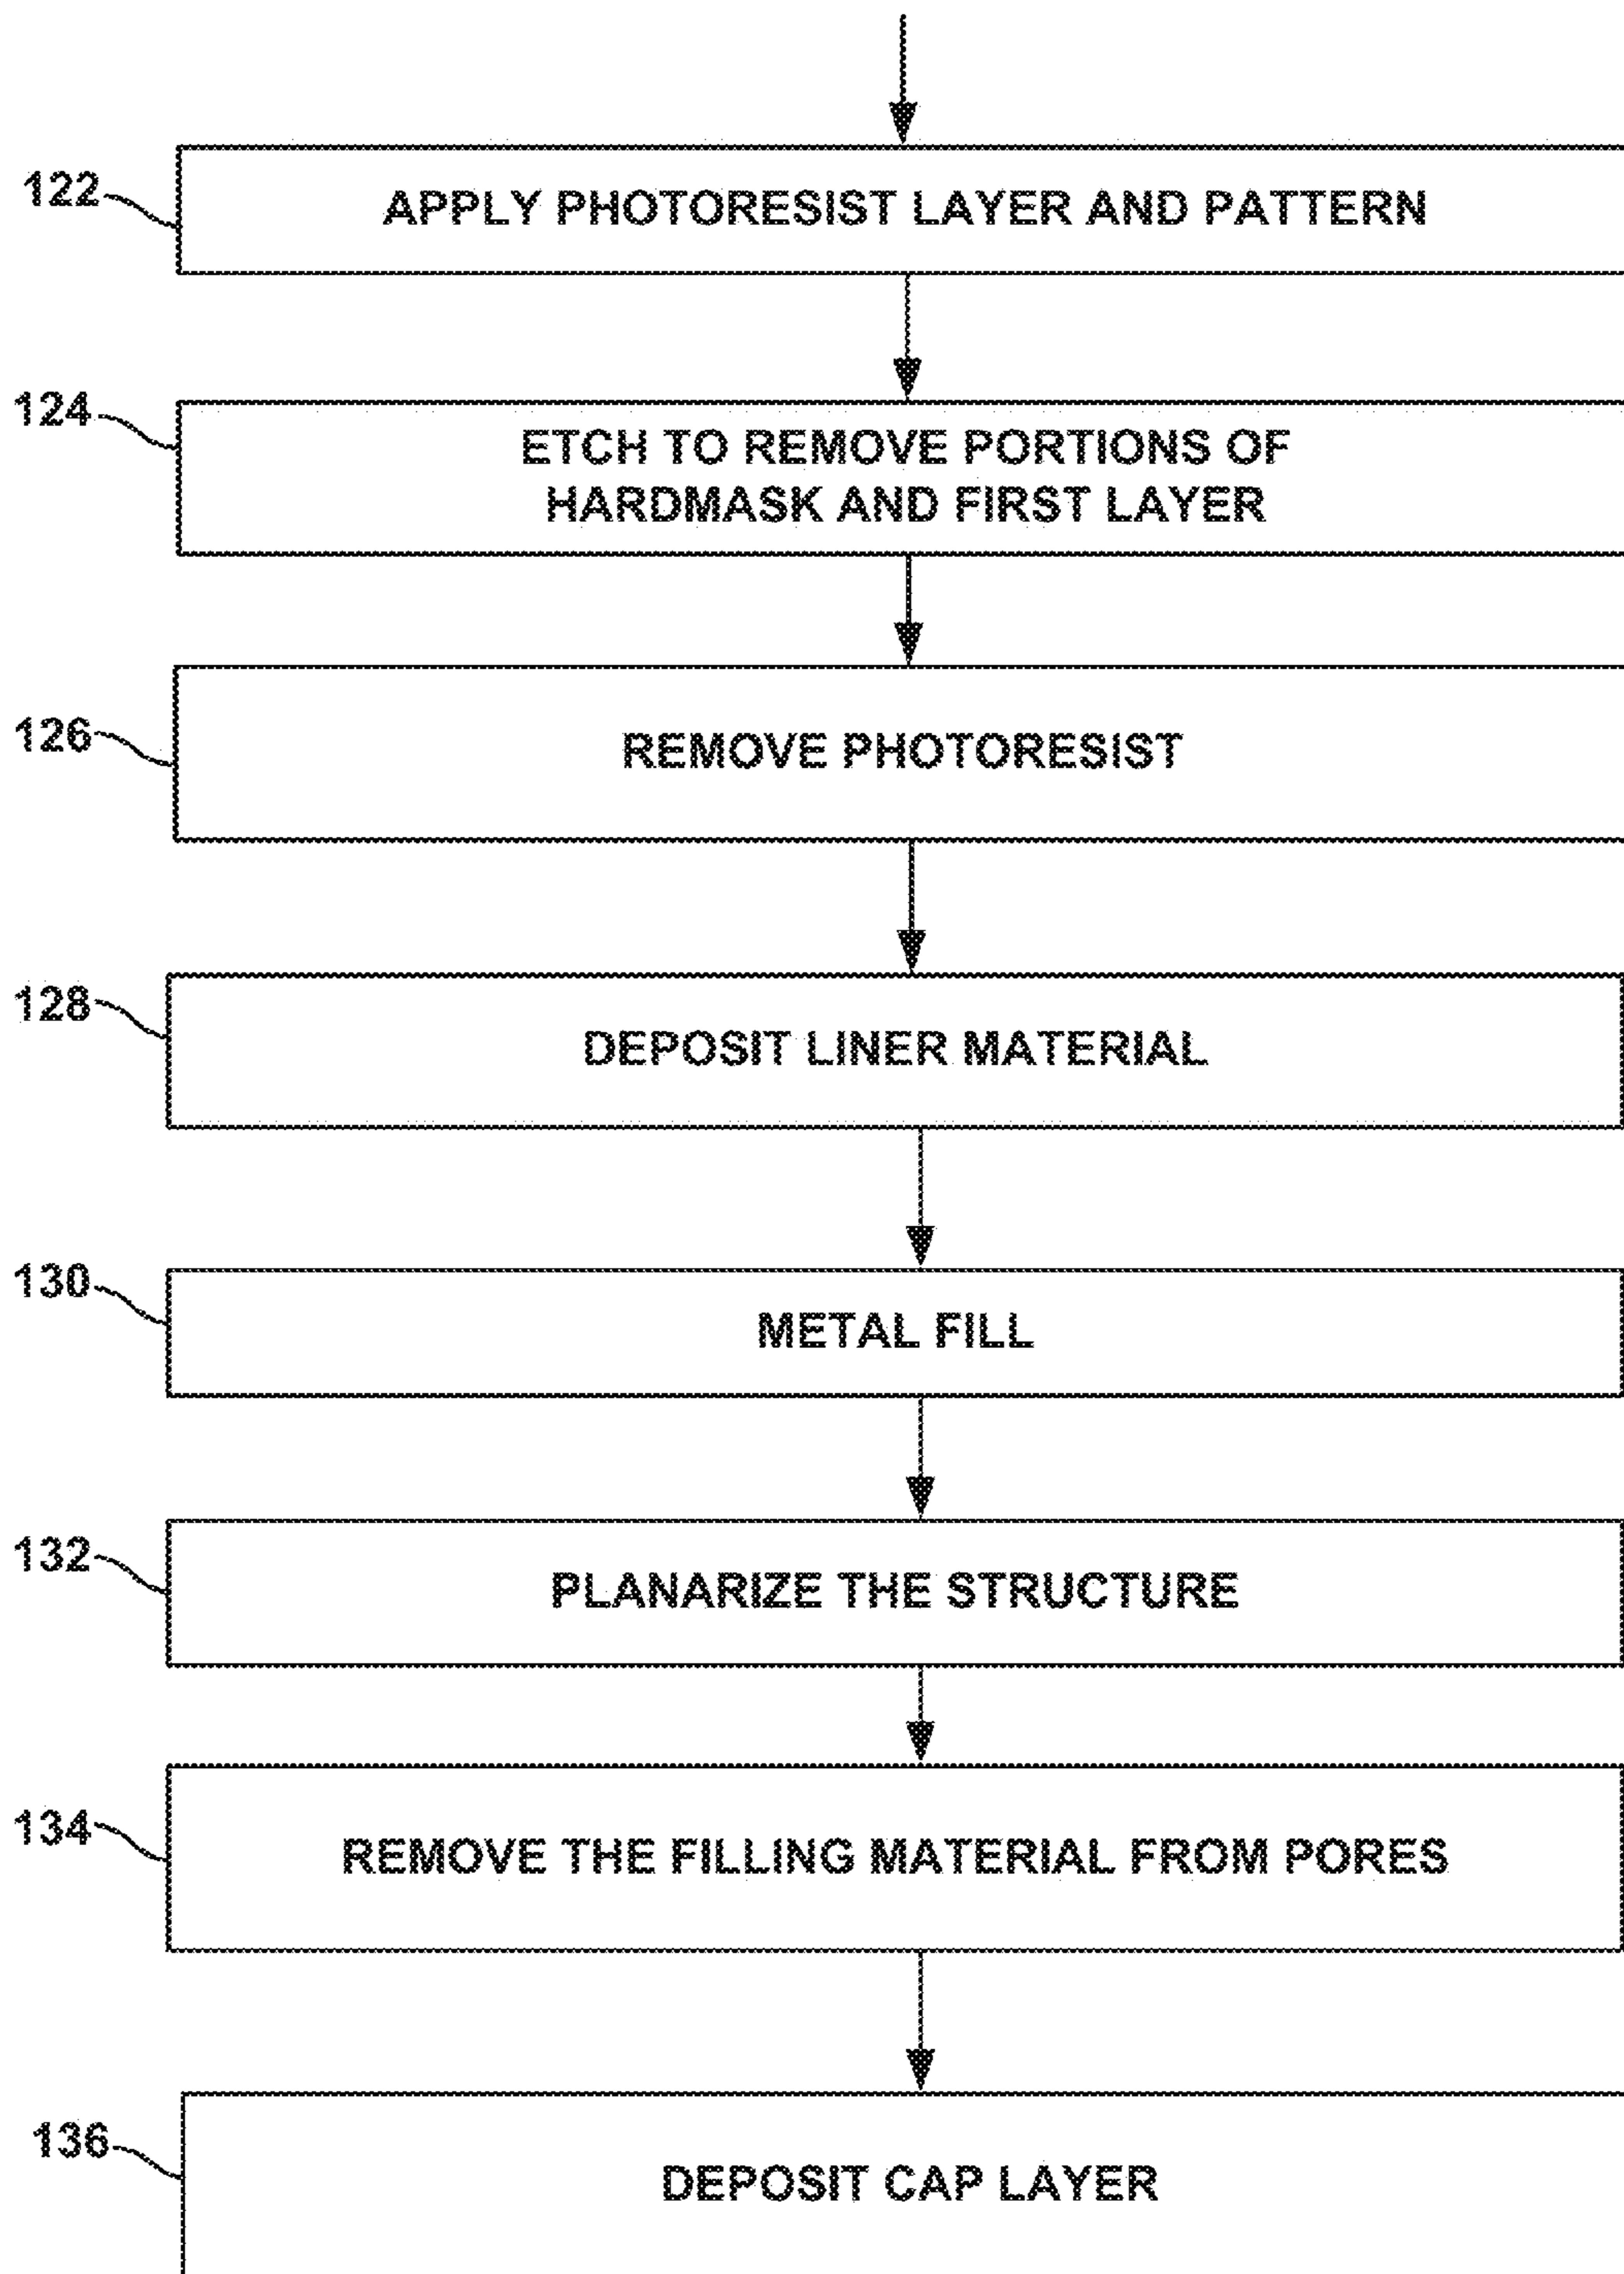 122
APPLY PHOTORESIST LAYER AND PATTERN
124
ETCH TO REMOVE PORTIONS OF
HARDMASK AND FIRST LAYER
126
REMOVE PHOTORESIST
128
DEPOSIT LINER MATERIAL
130
METAL FILL
132
PLANARIZE THE STRUCTURE
134
REMOVE THE FILLING MATERIAL FROM PORES
136
DEPOSIT CAP LAYER